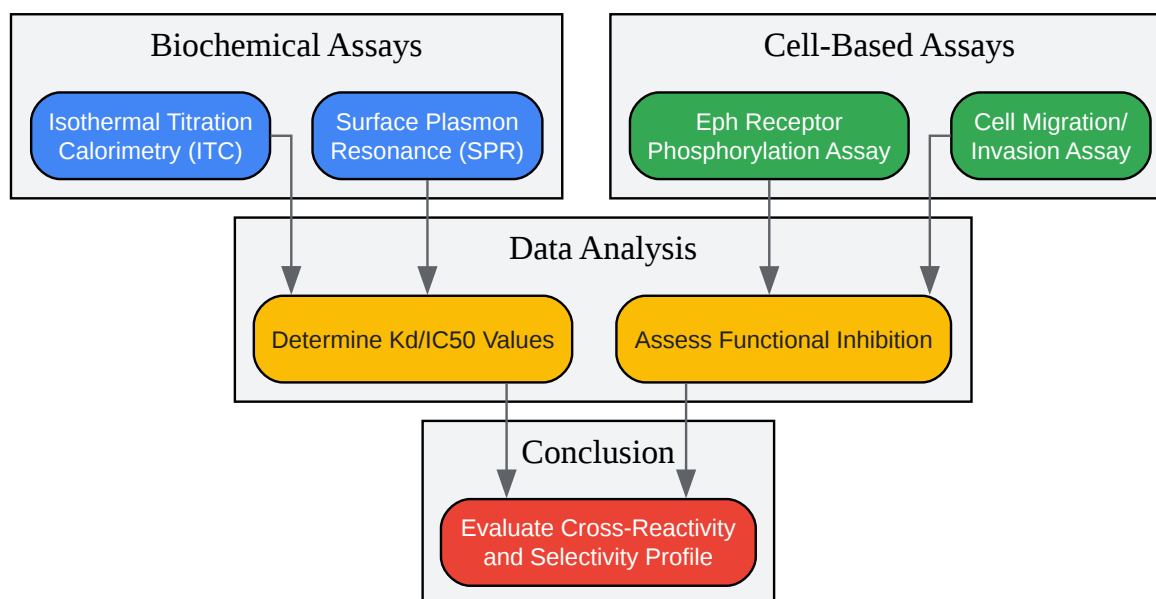 Biochemical Assays
Isothermal Titration
Calorimetry (ITC)
Surface Plasmon
Resonance (SPR)
Cell-Based Assays
Eph Receptor
Phosphorylation Assay
Cell Migration/
Invasion Assay
Data Analysis
Determine Kd/IC50 Values
Assess Functional Inhibition
Conclusion
Evaluate Cross-Reactivity
and Selectivity Profile